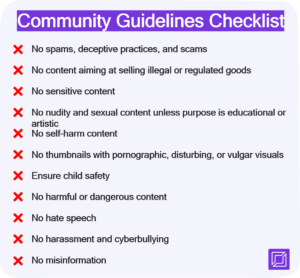 Community Guidelines Checklist
No spams, deceptive practices, and scams
No content aiming at selling illegal or regulated goods
No sensitive content
No nudity and sexual content unless purpose is educational or
artistic
No self-harm content
No thumbnails with pornographic, disturbing, or vulgar visuals
Ensure child safety
No harmful or dangerous content
No hate speech
No harassment and cyberbullying
No misinformation